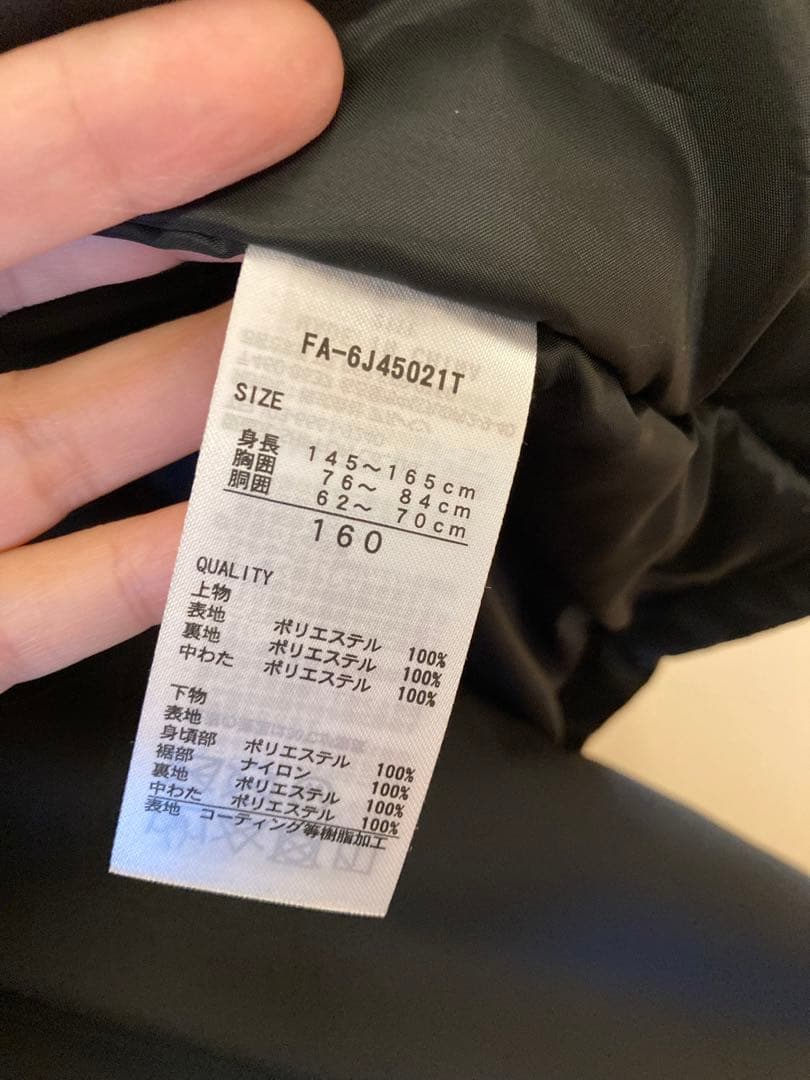 FA-6J45021T
SIZE
身長 145～165cm
胸囲 76～ 84cm
胴囲 62～ 70cm
160
QUALITY
上物
表地 ポリエステル 100%
裏地 ポリエステル 100%
中わた ポリエステル 100%
下物
表地
身頃部 ポリエステル 100%
裾部 ナイロン 100%
裏地 ポリエステル 100%
中わた ポリエステル 100%
表地 コーティング等樹脂加工